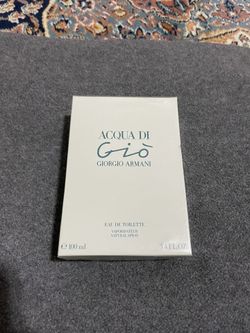 ACQUA DI
Giò
GIORGIO ARMANI
EAU DE TOILETTE
VAPORISATEUR
NATURAL SPRAY
℮ 100 ml 3.4 FL.OZ.